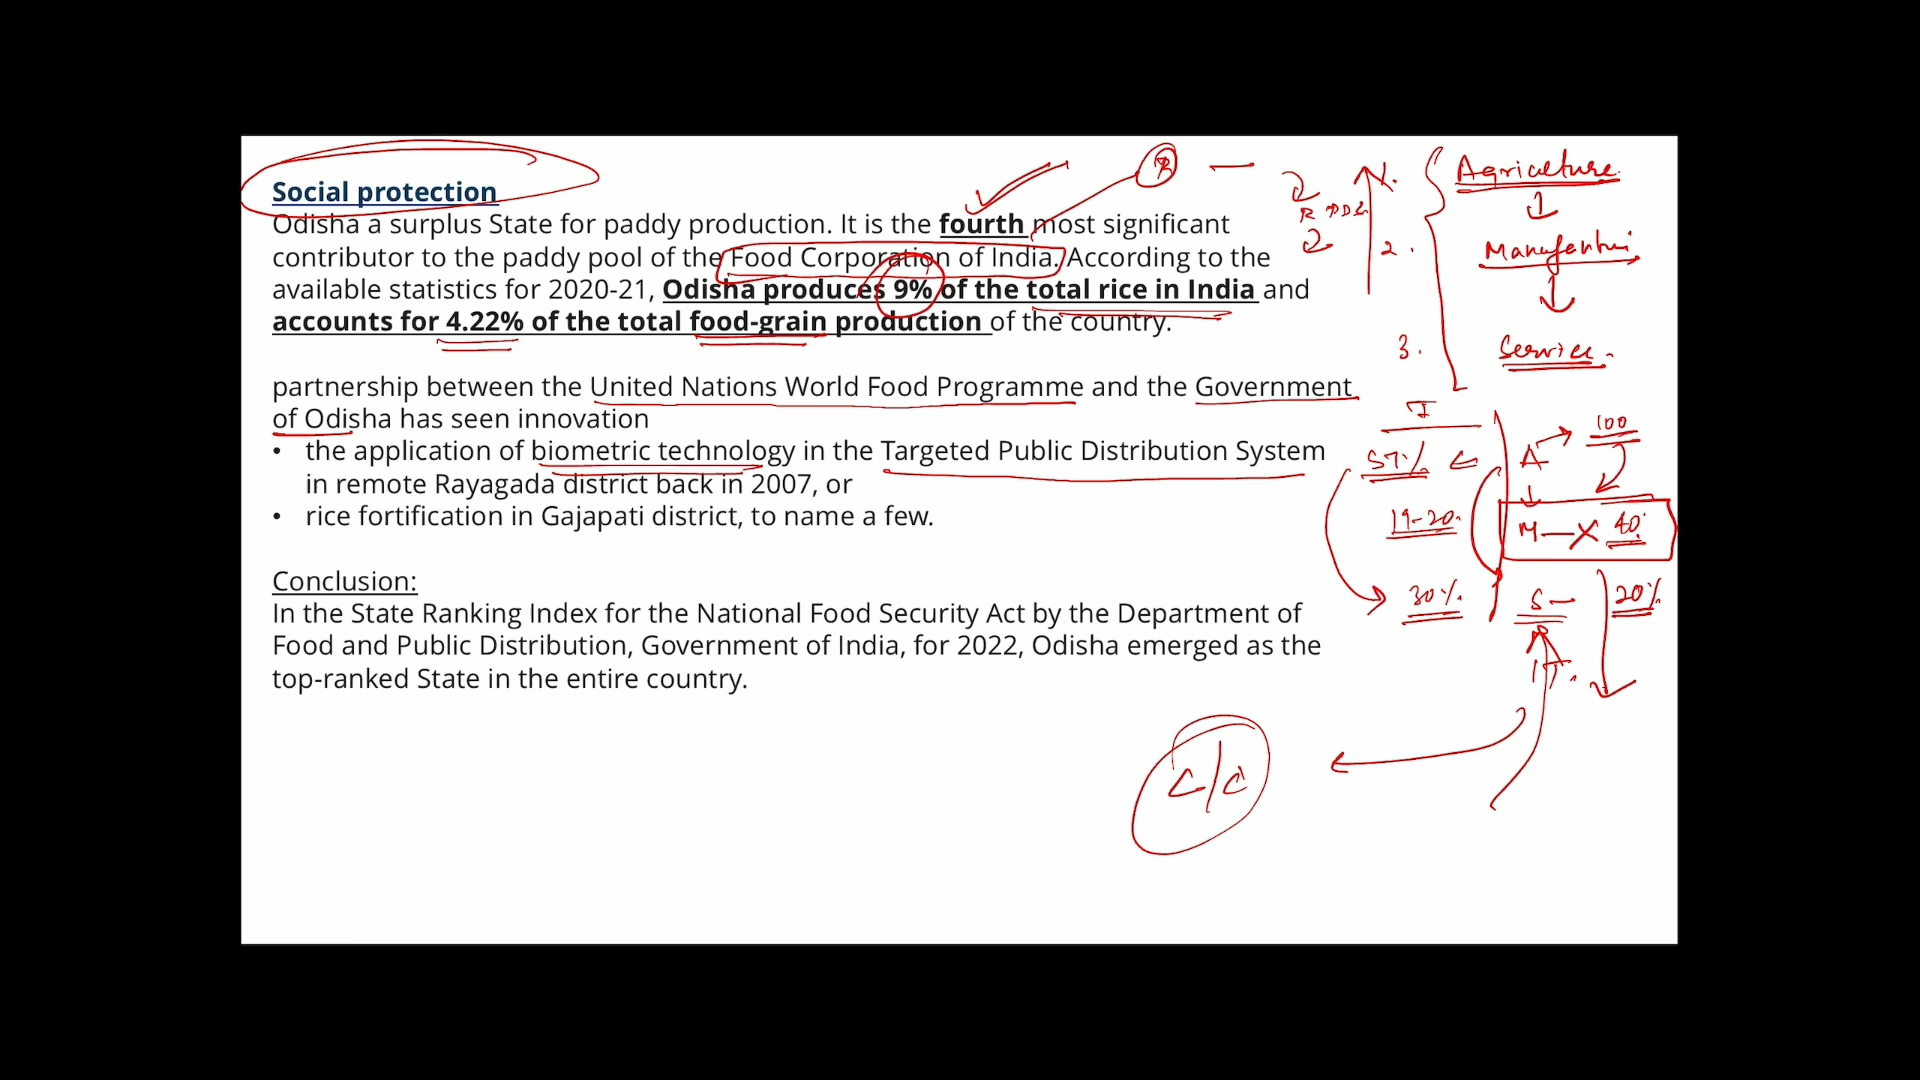 Social protection
Odisha a surplus State for paddy production. It is the fourth most significant
contributor to the paddy pool of the Food Corporation of India. According to the
available statistics for 2020-21, Odisha produces 9% of the total rice in India and
accounts for 4.22% of the total food-grain production of the country.
partnership between the United Nations World Food Programme and the Government
of Odisha has seen innovation
• the application of biometric technology in the Targeted Public Distribution System
in remote Rayagada district back in 2007, or
• rice fortification in Gajapati district, to name a few.
Conclusion:
In the State Ranking Index for the National Food Security Act by the Department of
Food and Public Distribution, Government of India, for 2022, Odisha emerged as the
top-ranked State in the entire country.
R
1.
Agriculture
2.
3.
Service.
100
57%
A
19-20.
M-X 40
30%
S-
20%
c/c